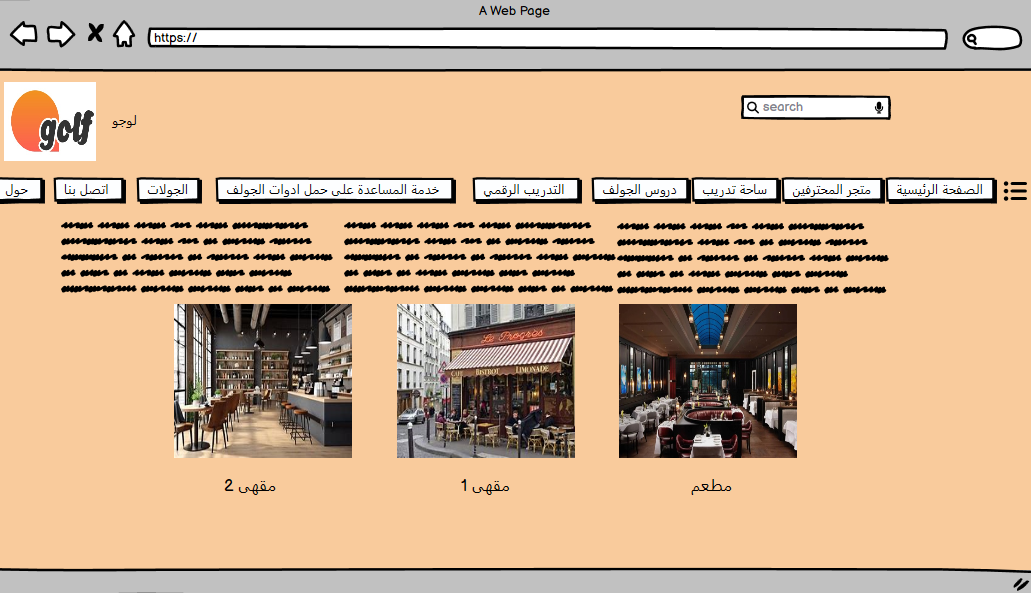 A Web Page
https://
golf
لوجو
search
الصفحة الرئيسية
متجر المحترفين
ساحة تدريب
دروس الجولف
التدريب الرقمي
خدمة المساعدة على حمل ادوات الجولف
الجولات
اتصل بنا
حول
Le Progrès
CAFE BISTROT LIMONADE
مطعم
مقهى 1
مقهى 2